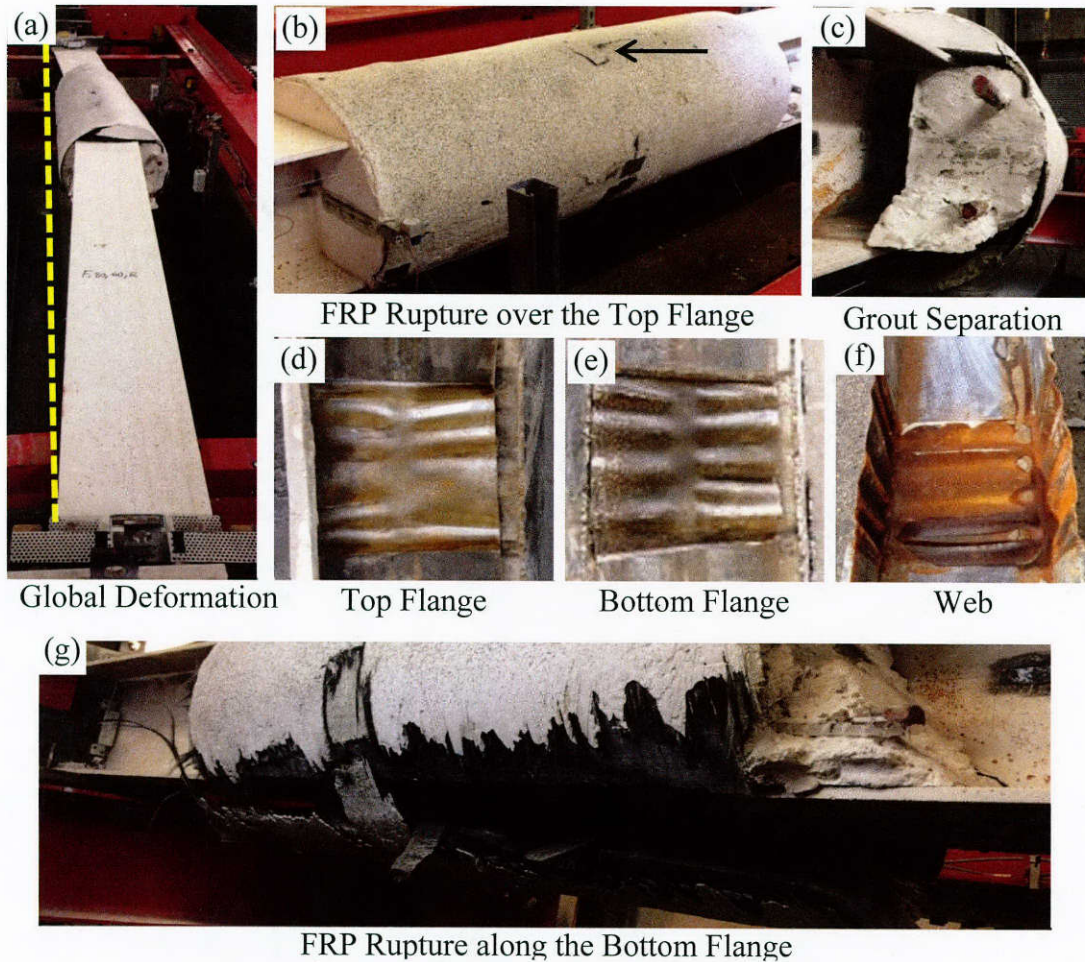 (a)
(b)
(c)
FRP Rupture over the Top Flange
Grout Separation
(d)
(e)
(f)
Global Deformation
Top Flange
Bottom Flange
Web
(g)
FRP Rupture along the Bottom Flange